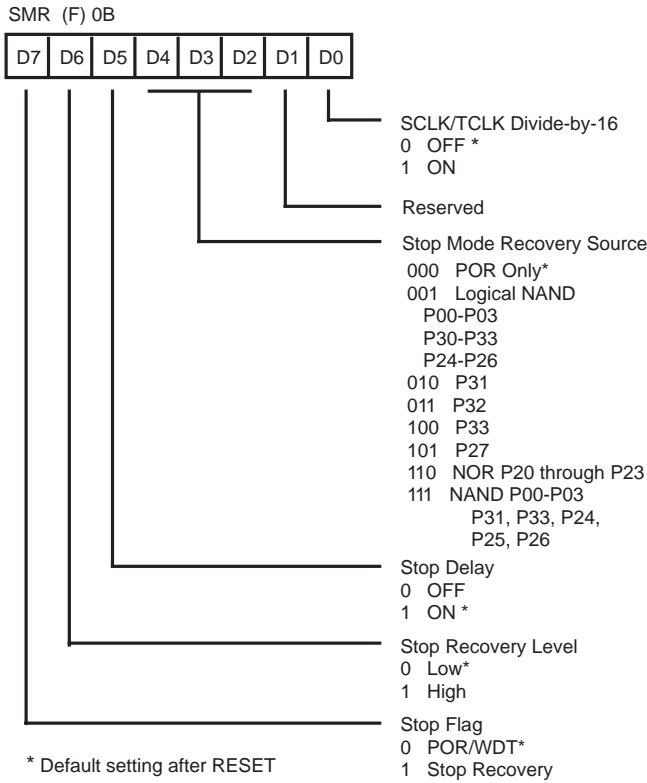 SMR (F) 0B
D7 D6 D5 D4 D3 D2 D1 D0
SCLK/TCLK Divide-by-16
0 OFF *
1 ON
Reserved
Stop Mode Recovery Source
000 POR Only*
001 Logical NAND
P00-P03
P30-P33
P24-P26
010 P31
011 P32
100 P33
101 P27
110 NOR P20 through P23
111 NAND P00-P03
P31, P33, P24,
P25, P26
Stop Delay
0 OFF
1 ON *
Stop Recovery Level
0 Low*
1 High
Stop Flag
0 POR/WDT*
1 Stop Recovery
* Default setting after RESET